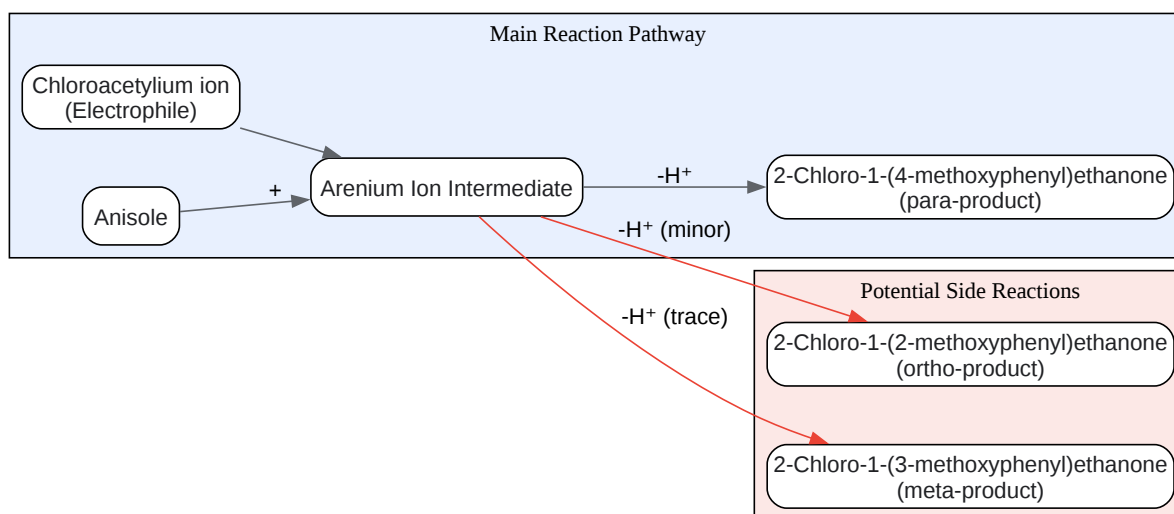 Main Reaction Pathway
Chloroacetylium ion
(Electrophile)
Anisole
+
Arenium Ion Intermediate
-H⁺
2-Chloro-1-(4-methoxyphenyl)ethanone
(para-product)
-H⁺ (minor)
-H⁺ (trace)
Potential Side Reactions
2-Chloro-1-(2-methoxyphenyl)ethanone
(ortho-product)
2-Chloro-1-(3-methoxyphenyl)ethanone
(meta-product)